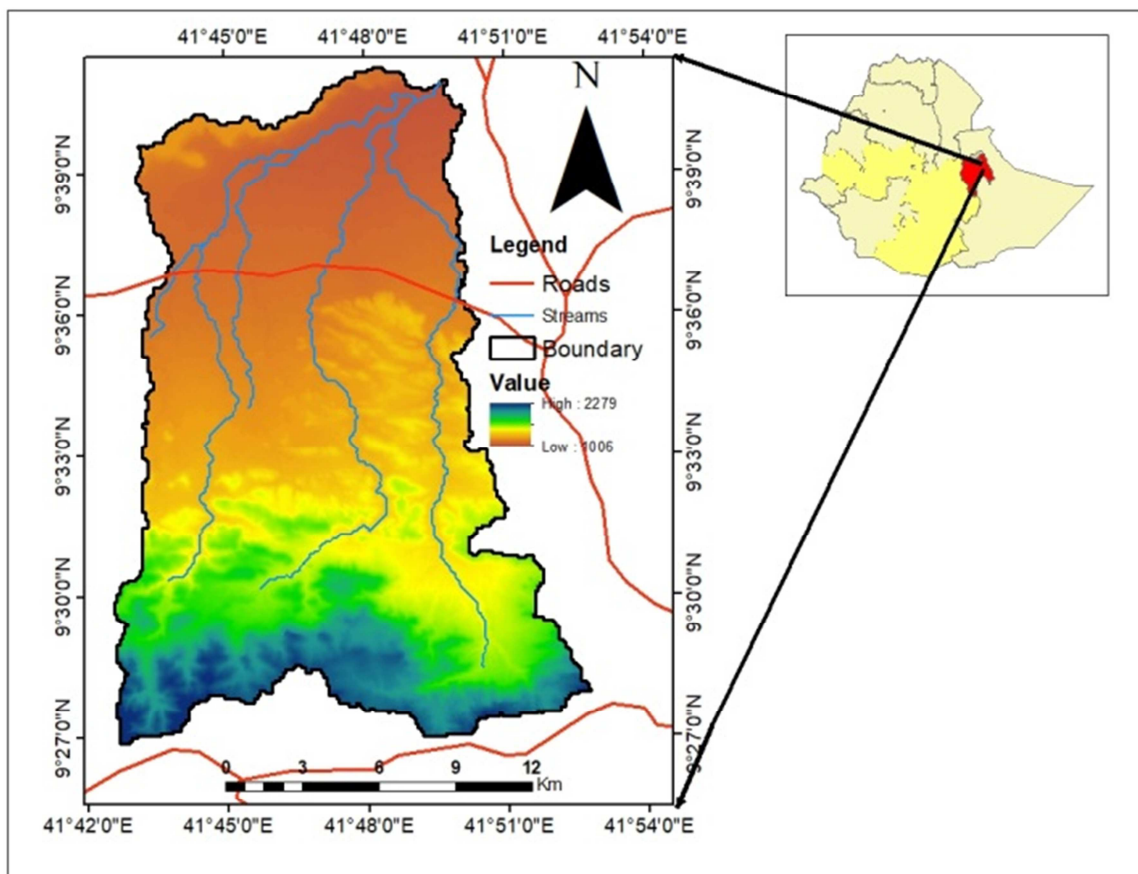 41°45'0"E 41°48'0"E 41°51'0"E 41°54'0"E
N
9°39'0"N 9°39'0"N
Legend
Roads
9°36'0"N 9°36'0"N
Streams
Boundary
Value
High : 2279
Low : 1006
9°33'0"N 9°33'0"N
9°30'0"N 9°30'0"N
9°27'0"N 9°27'0"N
0 3 6 9 12
Km
41°42'0"E 41°45'0"E 41°48'0"E 41°51'0"E 41°54'0"E